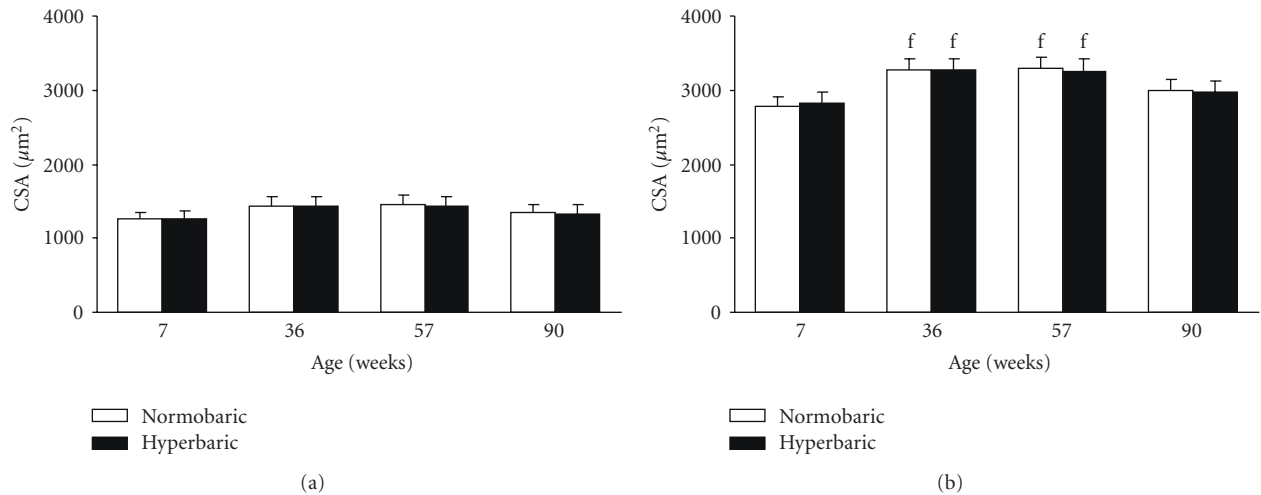 4000
3000
2000
1000
0
CSA (μm²)
7 36 57 90
Age (weeks)
Normobaric
Hyperbaric
(a)
4000
3000
2000
1000
0
CSA (μm²)
f f f f
7 36 57 90
Age (weeks)
Normobaric
Hyperbaric
(b)